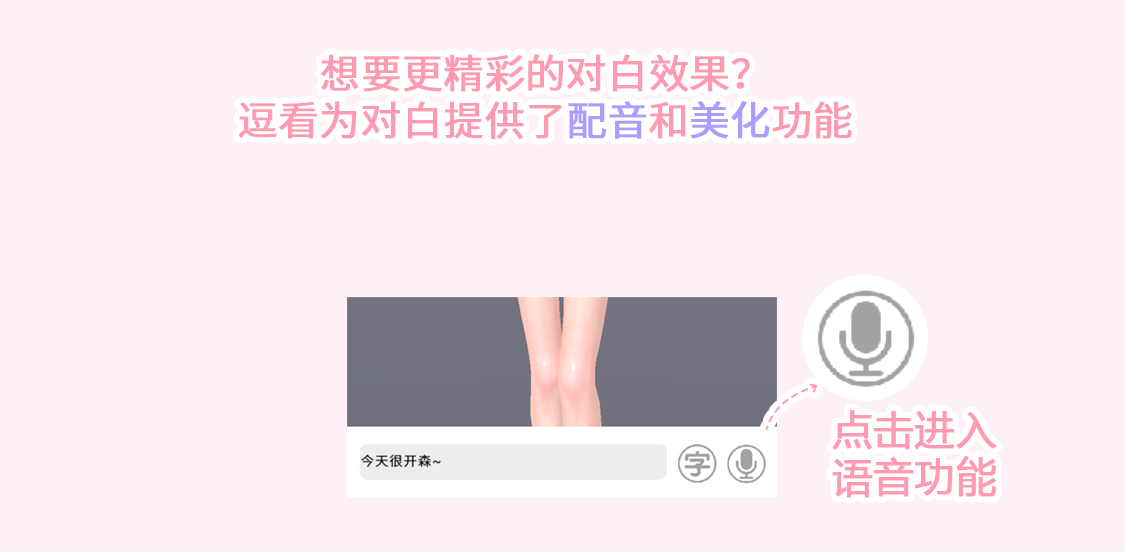 想要更精彩的对白效果？
逗看为对白提供了配音和美化功能
今天很开森~
字
点击进入
语音功能